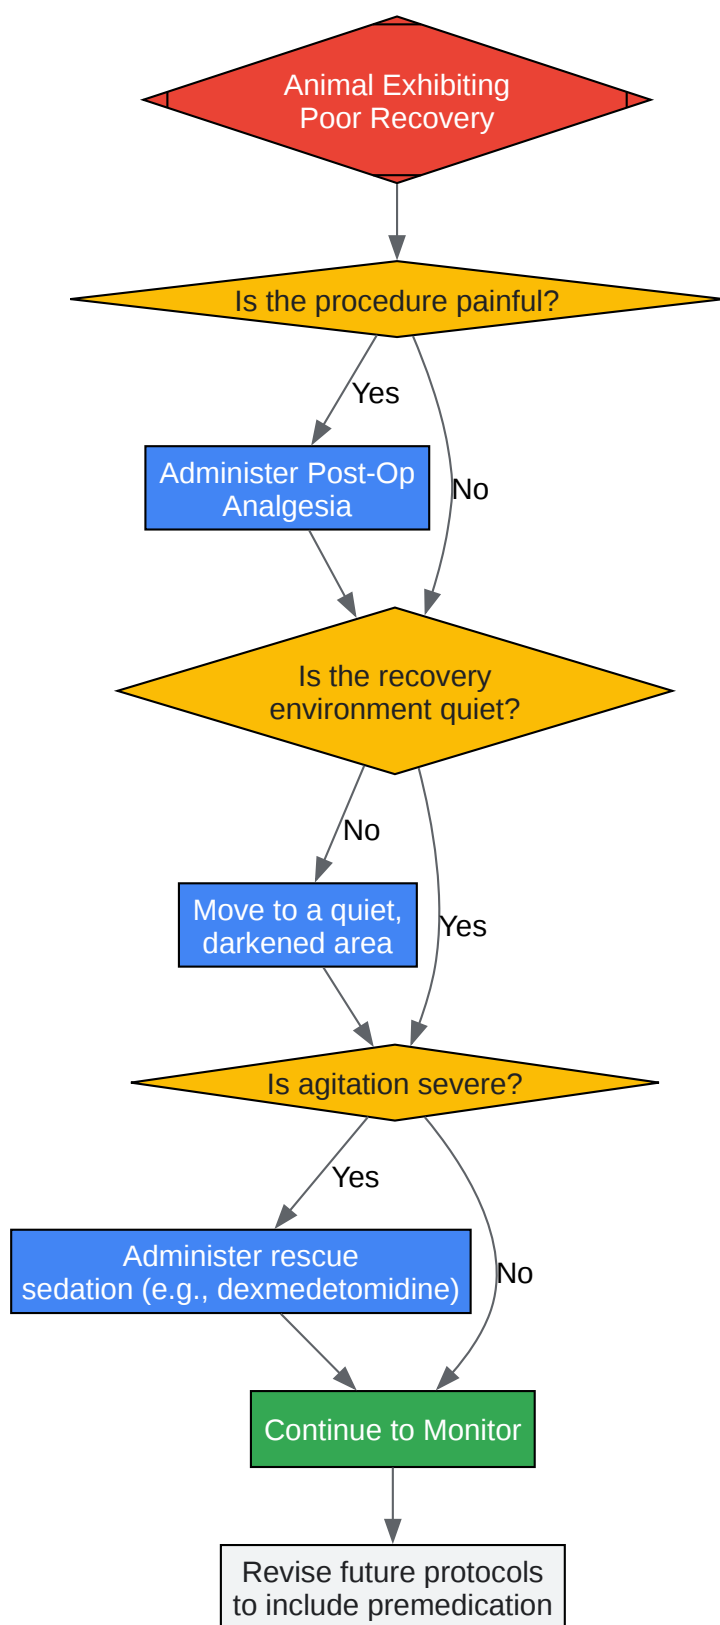 Animal Exhibiting
Poor Recovery
Is the procedure painful?
Yes
Administer Post-Op
Analgesia
No
Is the recovery
environment quiet?
No
Move to a quiet,
darkened area
Yes
Is agitation severe?
Yes
Administer rescue
sedation (e.g., dexmedetomidine)
No
Continue to Monitor
Revise future protocols
to include premedication